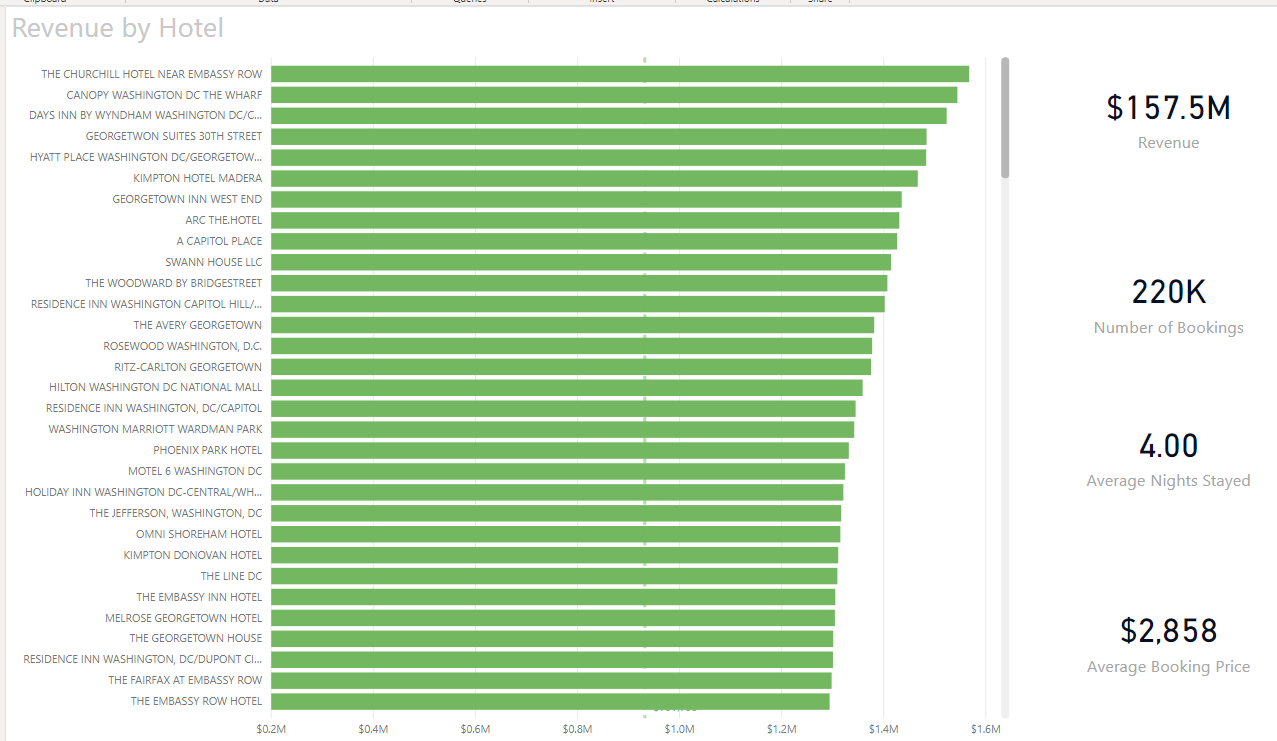 Clipboard Data Queries Insert Calculations Share
Revenue by Hotel
THE CHURCHILL HOTEL NEAR EMBASSY ROW
CANOPY WASHINGTON DC THE WHARF
DAYS INN BY WYNDHAM WASHINGTON DC/C...
GEORGETWON SUITES 30TH STREET
HYATT PLACE WASHINGTON DC/GEORGETOW...
KIMPTON HOTEL MADERA
GEORGETOWN INN WEST END
ARC THE.HOTEL
A CAPITOL PLACE
SWANN HOUSE LLC
THE WOODWARD BY BRIDGESTREET
RESIDENCE INN WASHINGTON CAPITOL HILL/...
THE AVERY GEORGETOWN
ROSEWOOD WASHINGTON, D.C.
RITZ-CARLTON GEORGETOWN
HILTON WASHINGTON DC NATIONAL MALL
RESIDENCE INN WASHINGTON, DC/CAPITOL
WASHINGTON MARRIOTT WARDMAN PARK
PHOENIX PARK HOTEL
MOTEL 6 WASHINGTON DC
HOLIDAY INN WASHINGTON DC-CENTRAL/WH...
THE JEFFERSON, WASHINGTON, DC
OMNI SHOREHAM HOTEL
KIMPTON DONOVAN HOTEL
THE LINE DC
THE EMBASSY INN HOTEL
MELROSE GEORGETOWN HOTEL
THE GEORGETOWN HOUSE
RESIDENCE INN WASHINGTON, DC/DUPONT CI...
THE FAIRFAX AT EMBASSY ROW
THE EMBASSY ROW HOTEL
$0.2M $0.4M $0.6M $0.8M $1.0M $1.2M $1.4M $1.6M
$157.5M
Revenue
220K
Number of Bookings
4.00
Average Nights Stayed
$2,858
Average Booking Price